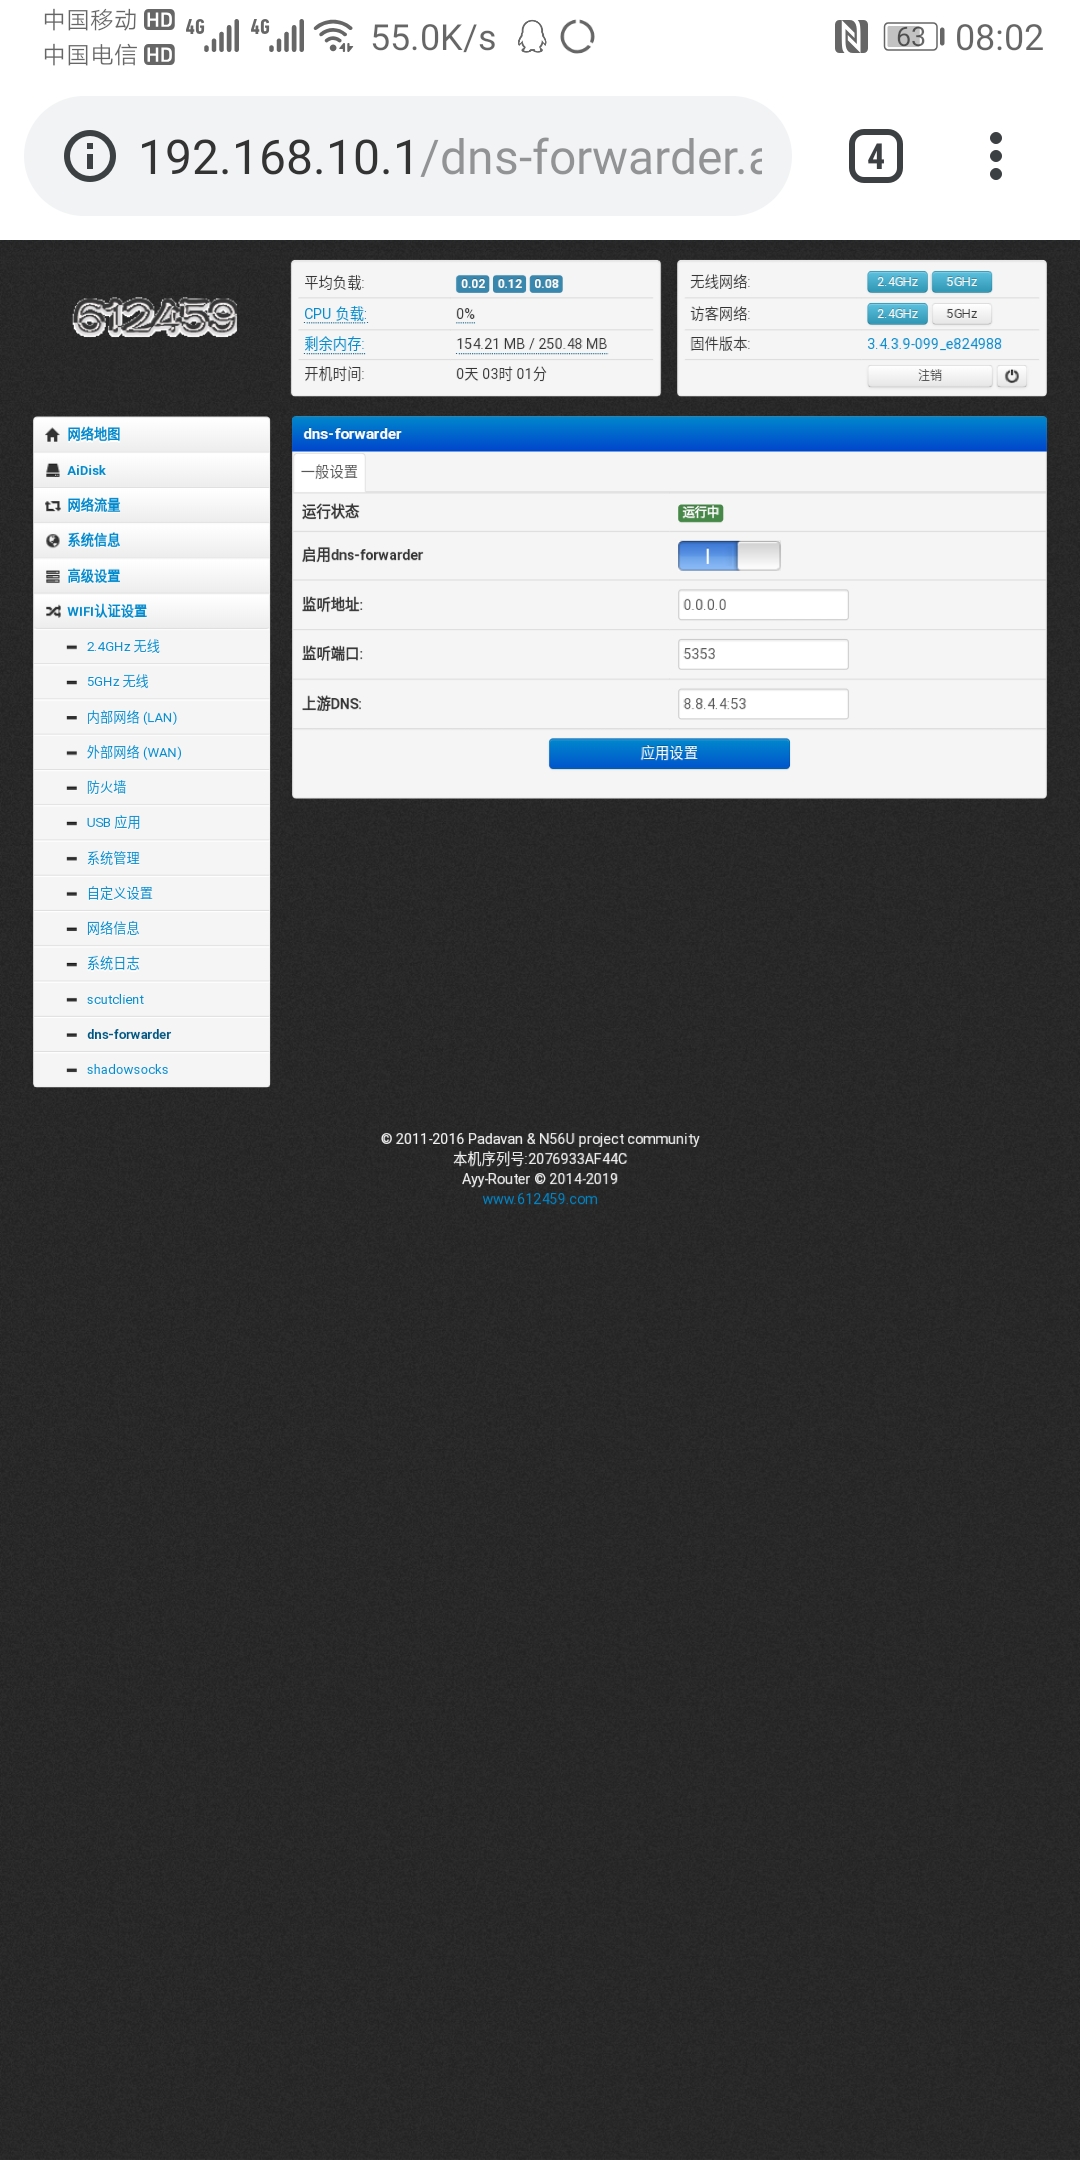 中国移动 HD 4G 4G 55.0K/s 63 08:02
中国电信 HD
192.168.10.1/dns-forwarder.a
4
612459
平均负载: 0.02 0.12 0.08
CPU 负载: 0%
剩余内存: 154.21 MB / 250.48 MB
开机时间: 0天 03时 01分
无线网络: 2.4GHz 5GHz
访客网络: 2.4GHz 5GHz
固件版本: 3.4.3.9-099_e824988
注销
网络地图
AiDisk
网络流量
系统信息
高级设置
WIFI认证设置
2.4GHz 无线
5GHz 无线
内部网络 (LAN)
外部网络 (WAN)
防火墙
USB 应用
系统管理
自定义设置
网络信息
系统日志
scutclient
dns-forwarder
shadowsocks
dns-forwarder
一般设置
运行状态 运行中
启用dns-forwarder
监听地址: 0.0.0.0
监听端口: 5353
上游DNS: 8.8.4.4:53
应用设置
© 2011-2016 Padavan & N56U project community
本机序列号:2076933AF44C
Ayy-Router © 2014-2019
www.612459.com